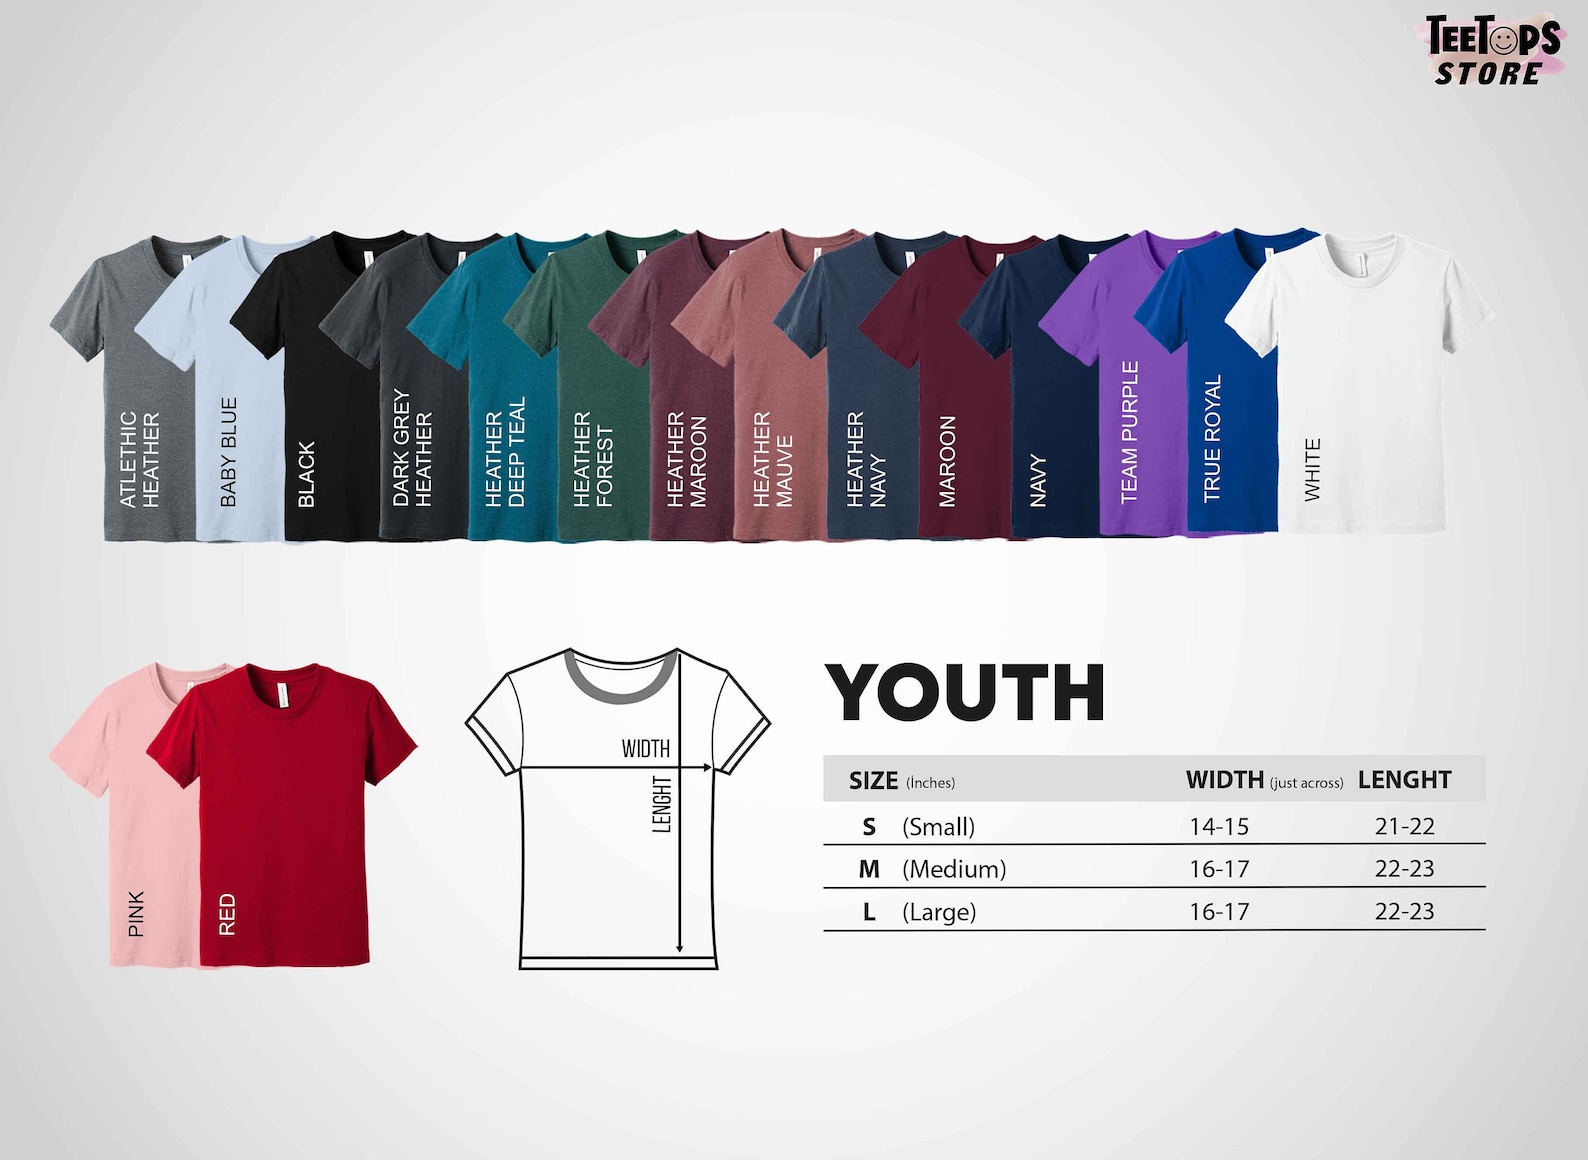 TEETOPS
STORE
ATLETHIC
HEATHER
BABY BLUE
BLACK
DARK GREY
HEATHER
HEATHER
DEEP TEAL
HEATHER
FOREST
HEATHER
MAROON
HEATHER
MAUVE
HEATHER
NAVY
MAROON
NAVY
TEAM PURPLE
TRUE ROYAL
WHITE
PINK
RED
WIDTH
LENGHT
YOUTH
SIZE (Inches) WIDTH (just across) LENGHT
S (Small) 14-15 21-22
M (Medium) 16-17 22-23
L (Large) 16-17 22-23